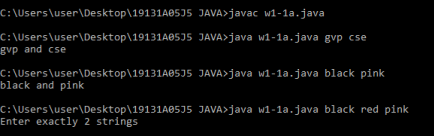 C:\Users\user\Desktop\19131A05J5 JAVA>javac w1-1a.java
C:\Users\user\Desktop\19131A05J5 JAVA>java w1-1a.java gvp cse
gvp and cse
C:\Users\user\Desktop\19131A05J5 JAVA>java w1-1a.java black pink
black and pink
C:\Users\user\Desktop\19131A05J5 JAVA>java w1-1a.java black red pink
Enter exactly 2 strings